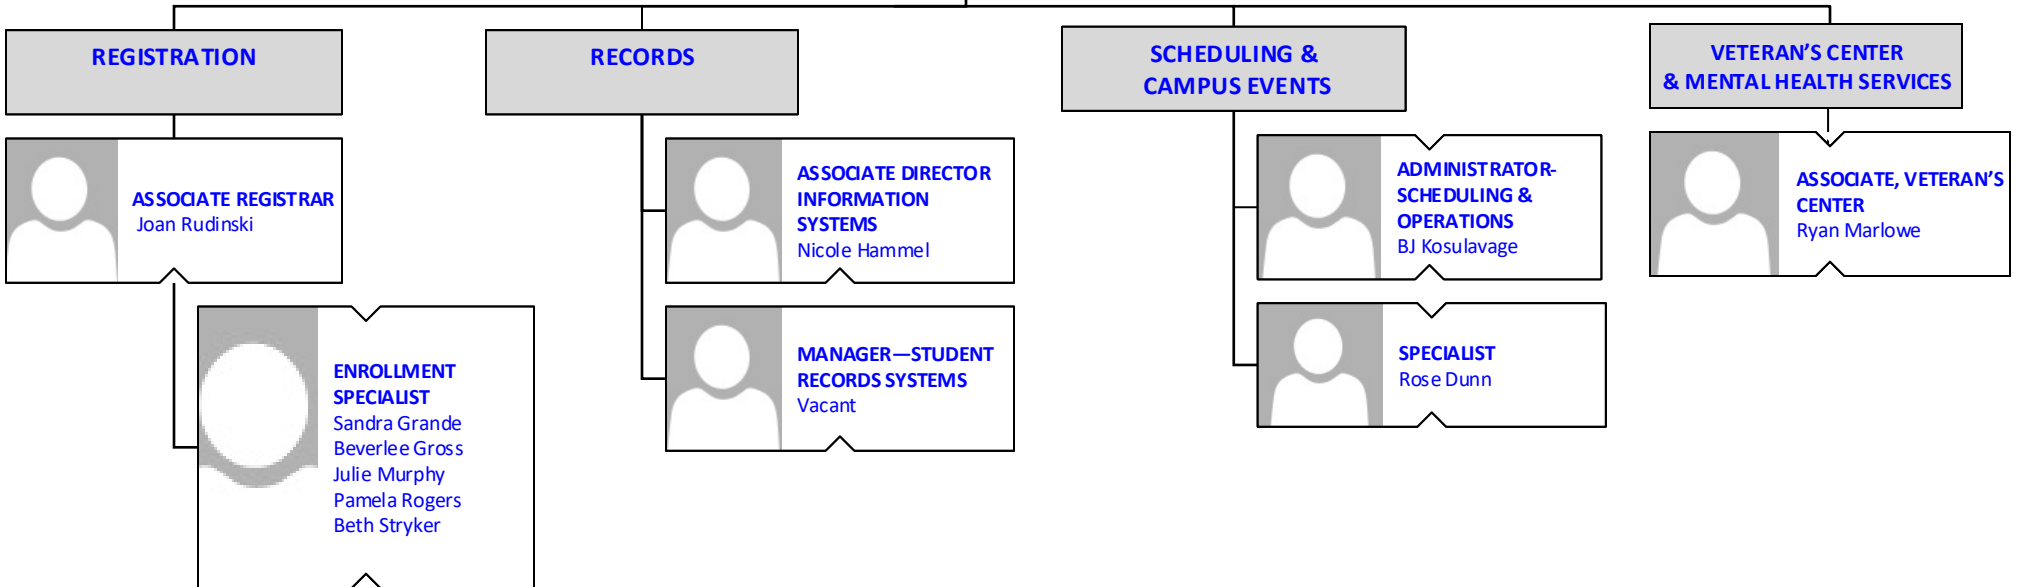 REGISTRATION
RECORDS
SCHEDULING &
CAMPUS EVENTS
VETERAN'S CENTER
& MENTAL HEALTH SERVICES
ASSOCIATE REGISTRAR
Joan Rudinski
ENROLLMENT
SPECIALIST
Sandra Grande
Beverlee Gross
Julie Murphy
Pamela Rogers
Beth Stryker
ASSOCIATE DIRECTOR
INFORMATION
SYSTEMS
Nicole Hammel
MANAGER—STUDENT
RECORDS SYSTEMS
Vacant
ADMINISTRATOR-
SCHEDULING &
OPERATIONS
BJ Kosulavage
SPECIALIST
Rose Dunn
ASSOCIATE, VETERAN'S
CENTER
Ryan Marlowe